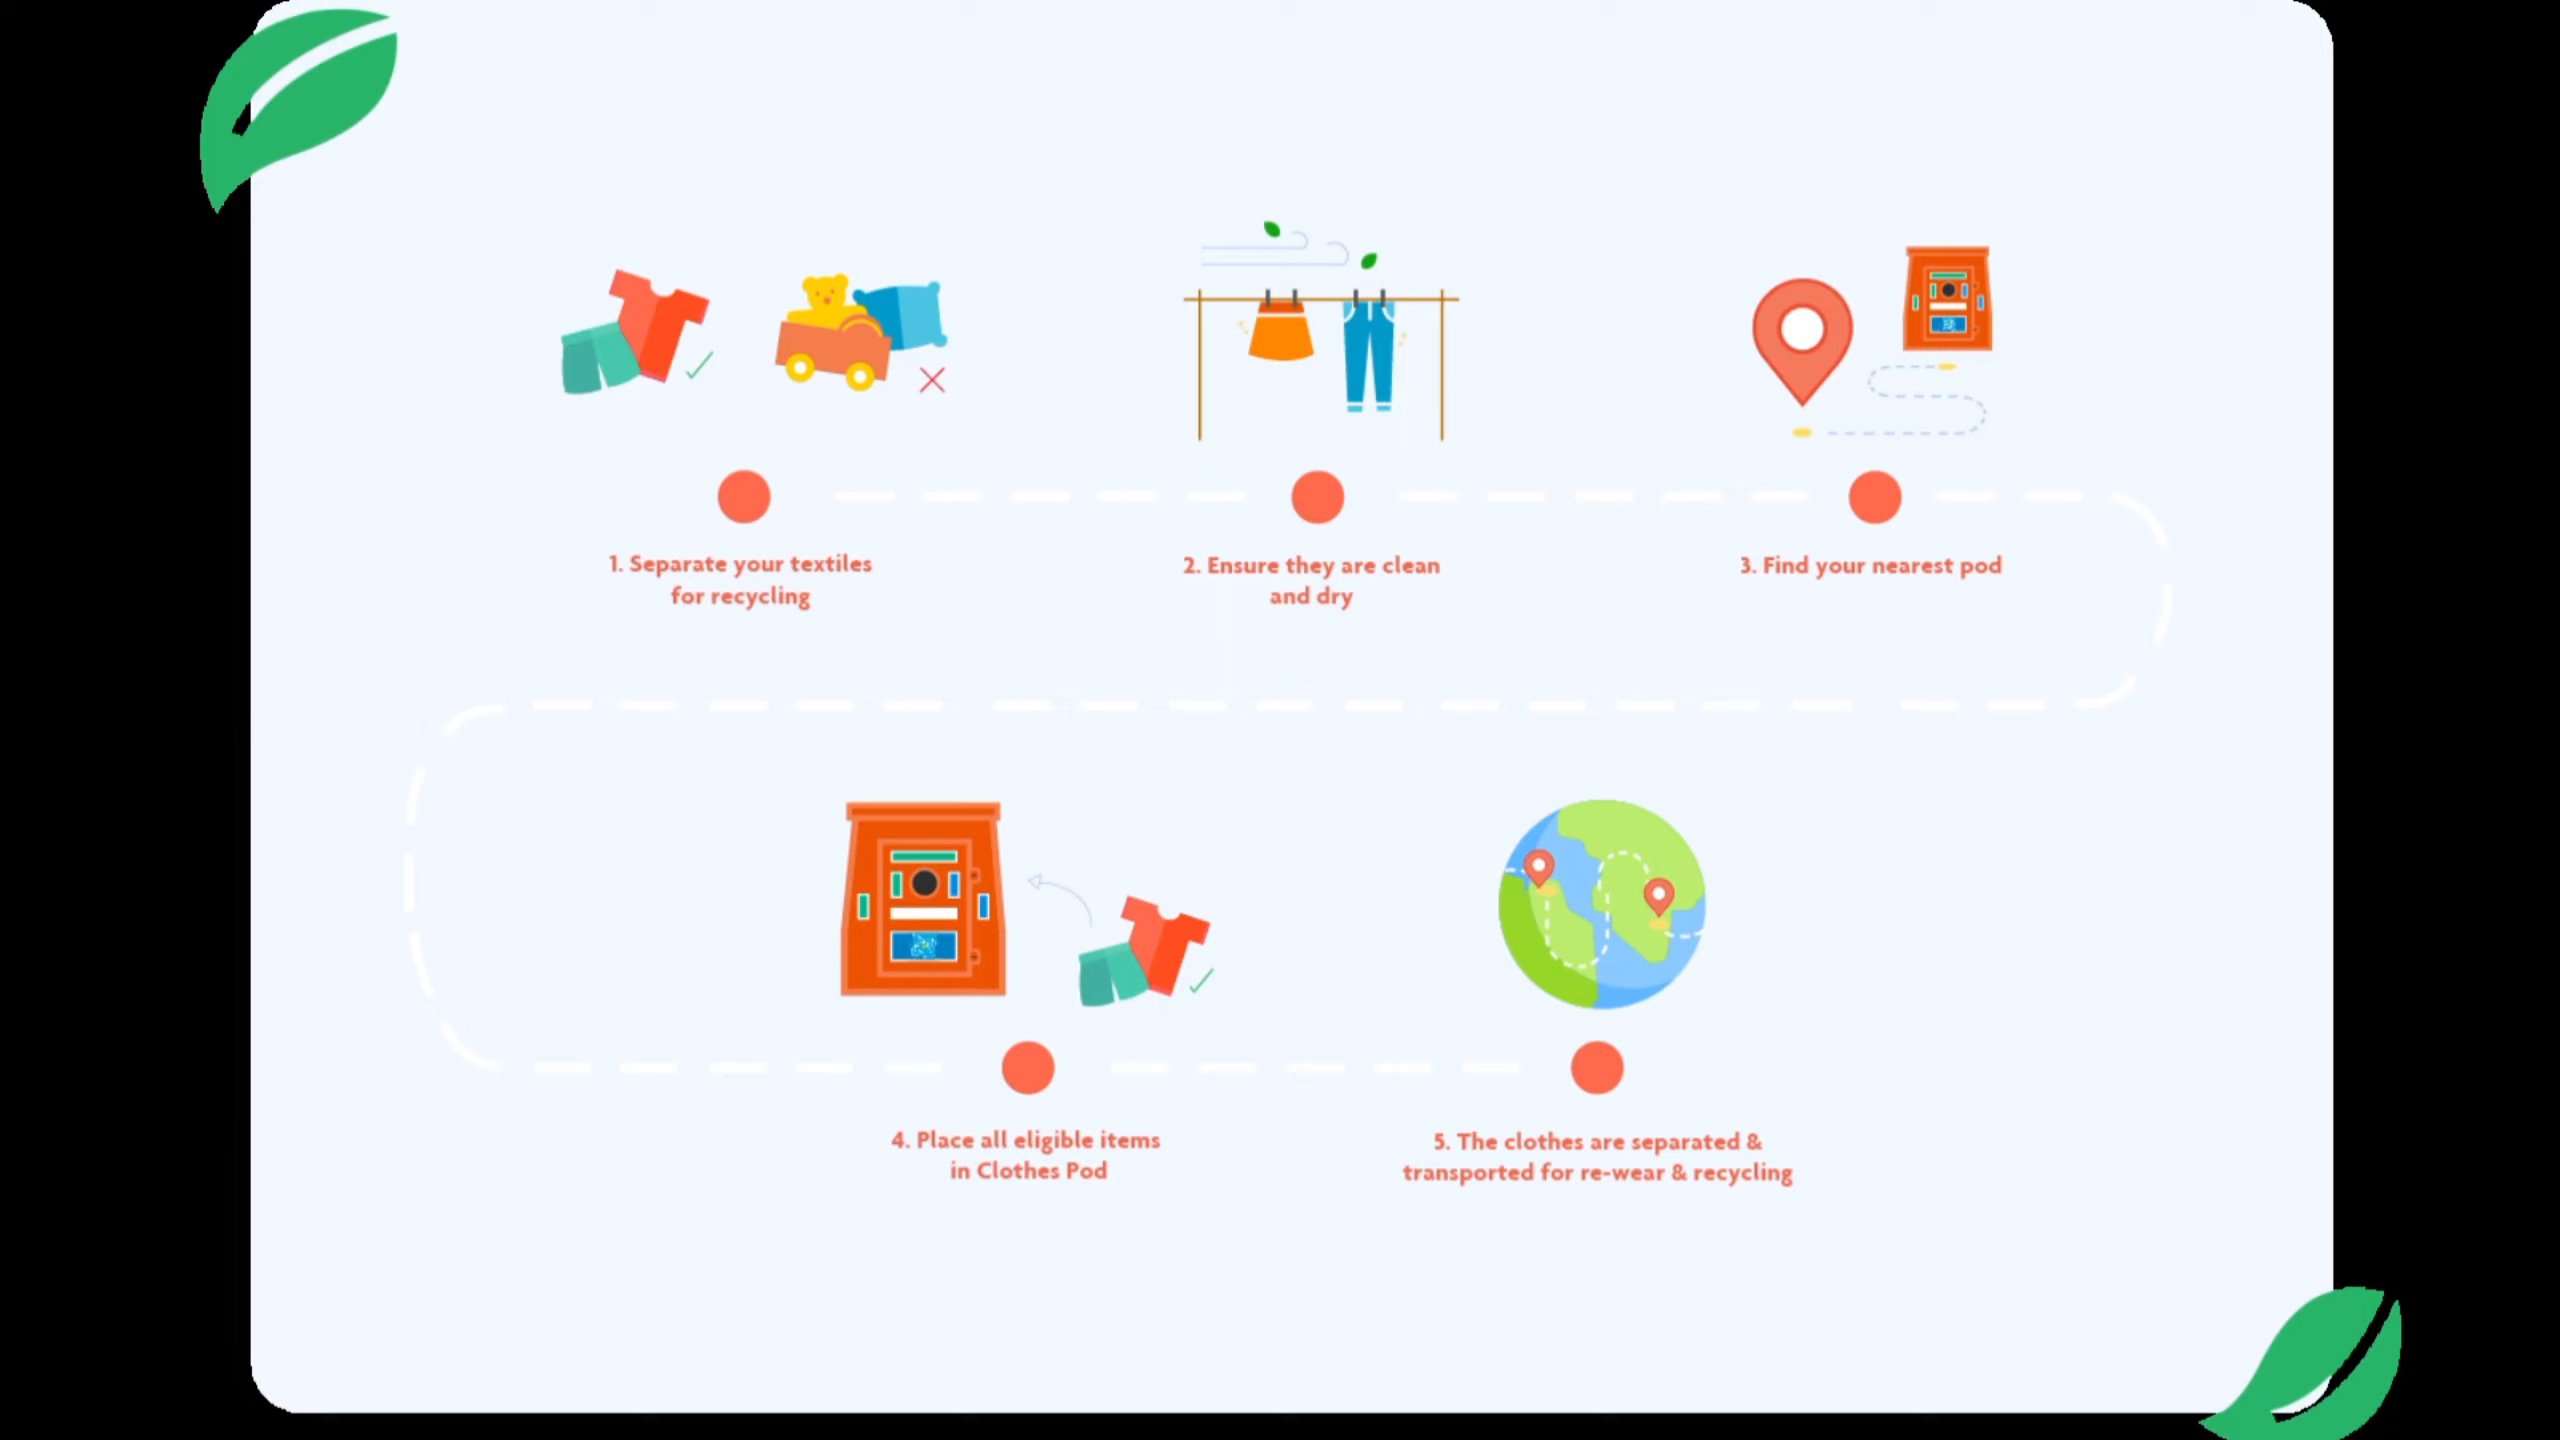 1. Separate your textiles
for recycling
2. Ensure they are clean
and dry
3. Find your nearest pod
4. Place all eligible items
in Clothes Pod
5. The clothes are separated &
transported for re-wear & recycling